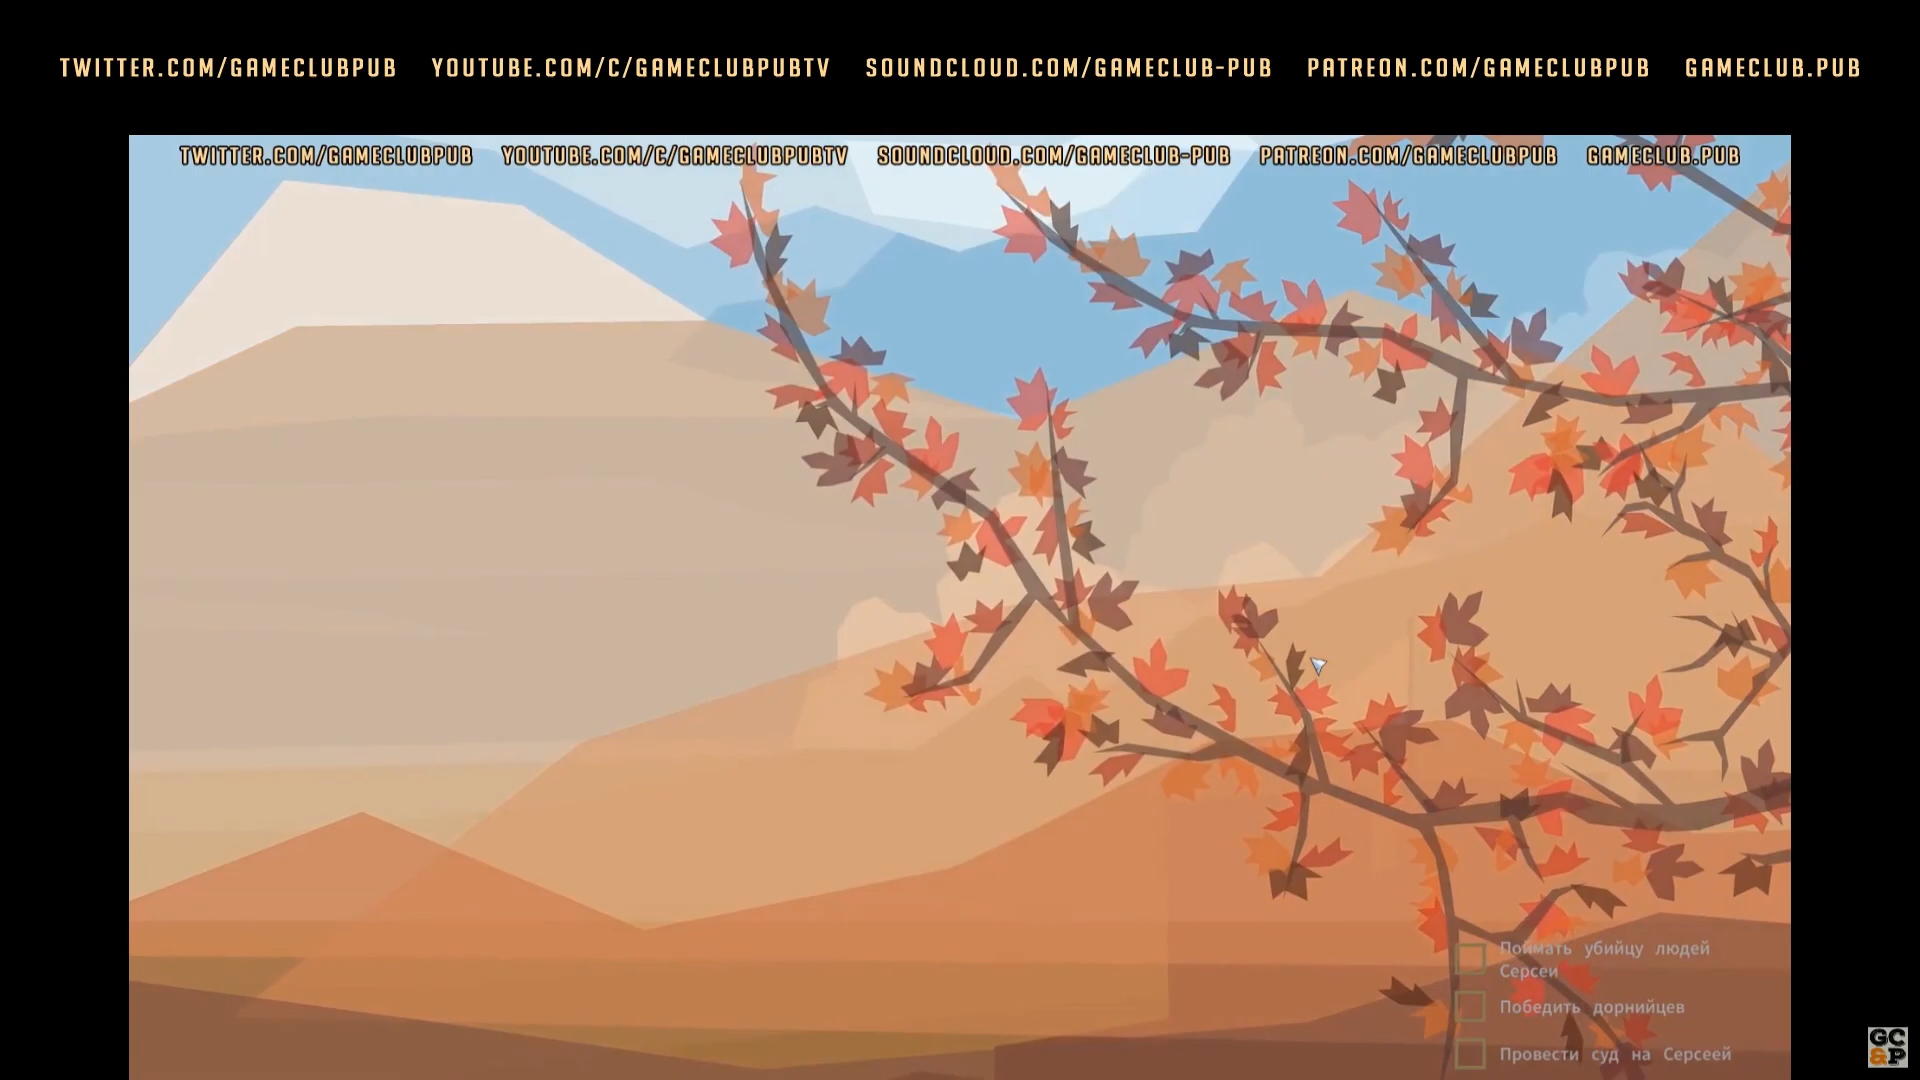 TWITTER.COM/GAMECLUBPUB YOUTUBE.COM/C/GAMECLUBPUBTV SOUNDCLOUD.COM/GAMECLUB-PUB PATREON.COM/GAMECLUBPUB GAMECLUB.PUB
TWITTER.COM/GAMECLUBPUB YOUTUBE.COM/C/GAMECLUBPUBTV SOUNDCLOUD.COM/GAMECLUB-PUB PATREON.COM/GAMECLUBPUB GAMECLUB.PUB
Поймать убийцу людей
Серсеи
Победить дорнийцев
Провести суд на Серсеей
GC
&P